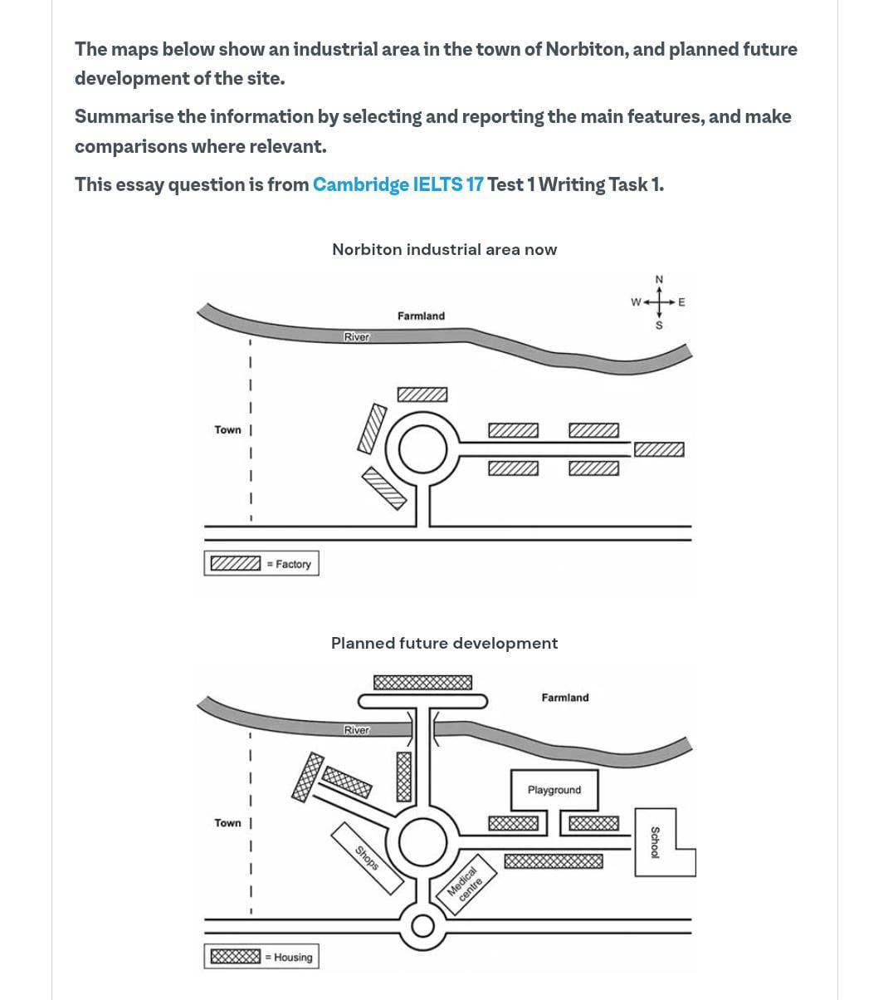 The maps below show an industrial area in the town of Norbiton, and planned future
development of the site.
Summarise the information by selecting and reporting the main features, and make
comparisons where relevant.
This essay question is from Cambridge IELTS 17 Test 1 Writing Task 1.
Norbiton industrial area now
N
W E
S
Farmland
River
Town
= Factory
Planned future development
Farmland
River
Playground
Town
School
Shops
Medical
centre
= Housing